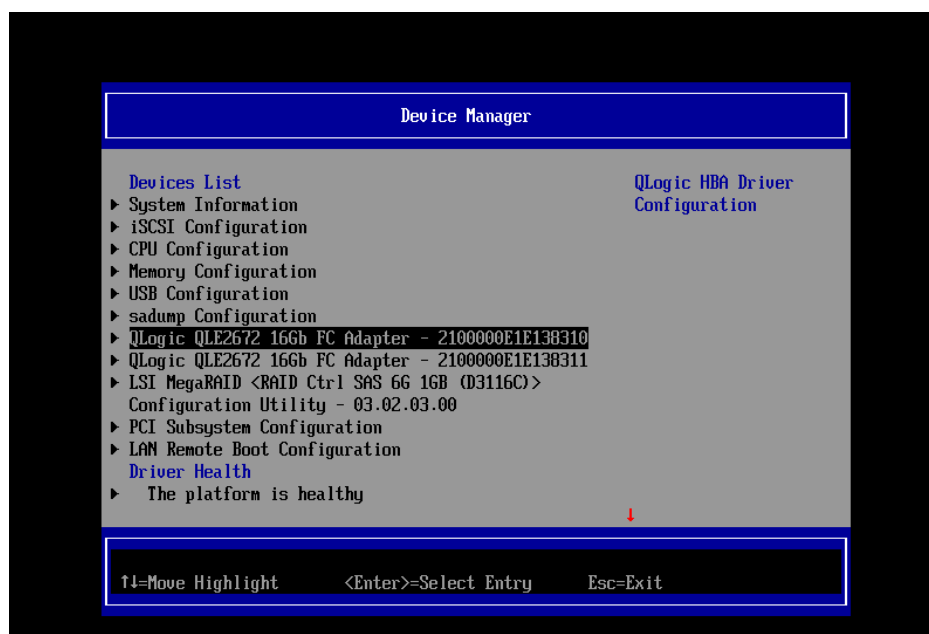 Device Manager
Devices List
QLogic HBA Driver
▶ System Information
Configuration
▶ iSCSI Configuration
▶ CPU Configuration
▶ Memory Configuration
▶ USB Configuration
▶ sadump Configuration
▶ QLogic QLE2672 16Gb FC Adapter - 2100000E1E138310
▶ QLogic QLE2672 16Gb FC Adapter - 2100000E1E138311
▶ LSI MegaRAID <RAID Ctrl SAS 6G 1GB (D3116C)>
Configuration Utility - 03.02.03.00
▶ PCI Subsystem Configuration
▶ LAN Remote Boot Configuration
Driver Health
▶ The platform is healthy
↓
↑↓=Move Highlight <Enter>=Select Entry Esc=Exit